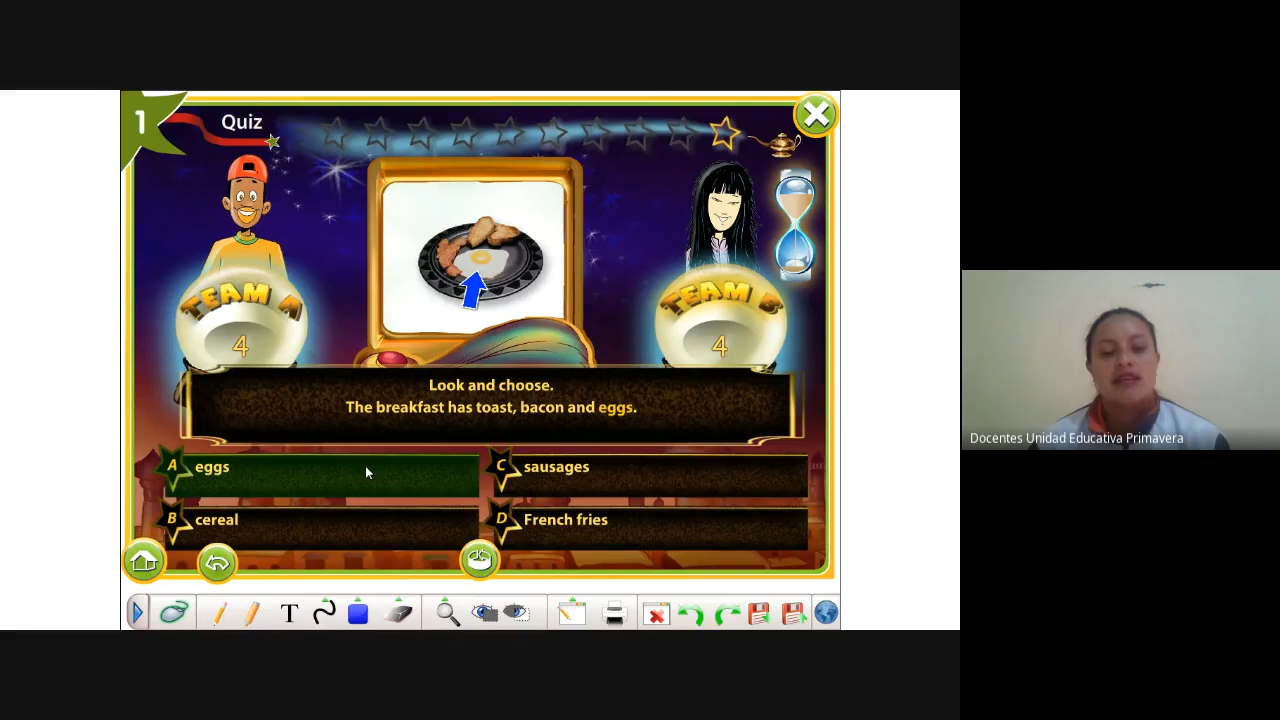 1
Quiz
TEAM A
4
TEAM B
4
Look and choose.
The breakfast has toast, bacon and eggs.
A eggs
C sausages
B cereal
D French fries
T
Docentes Unidad Educativa Primavera